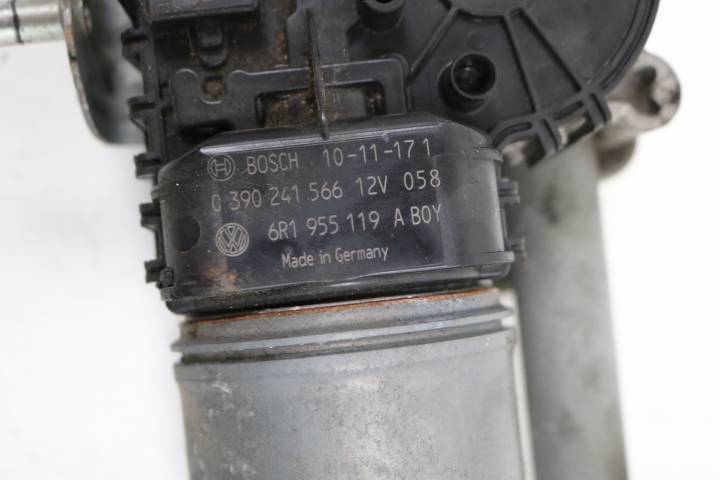 BOSCH 10-11-17 1
0 390 241 566 12V 058
6R1 955 119 A BOY
Made in Germany